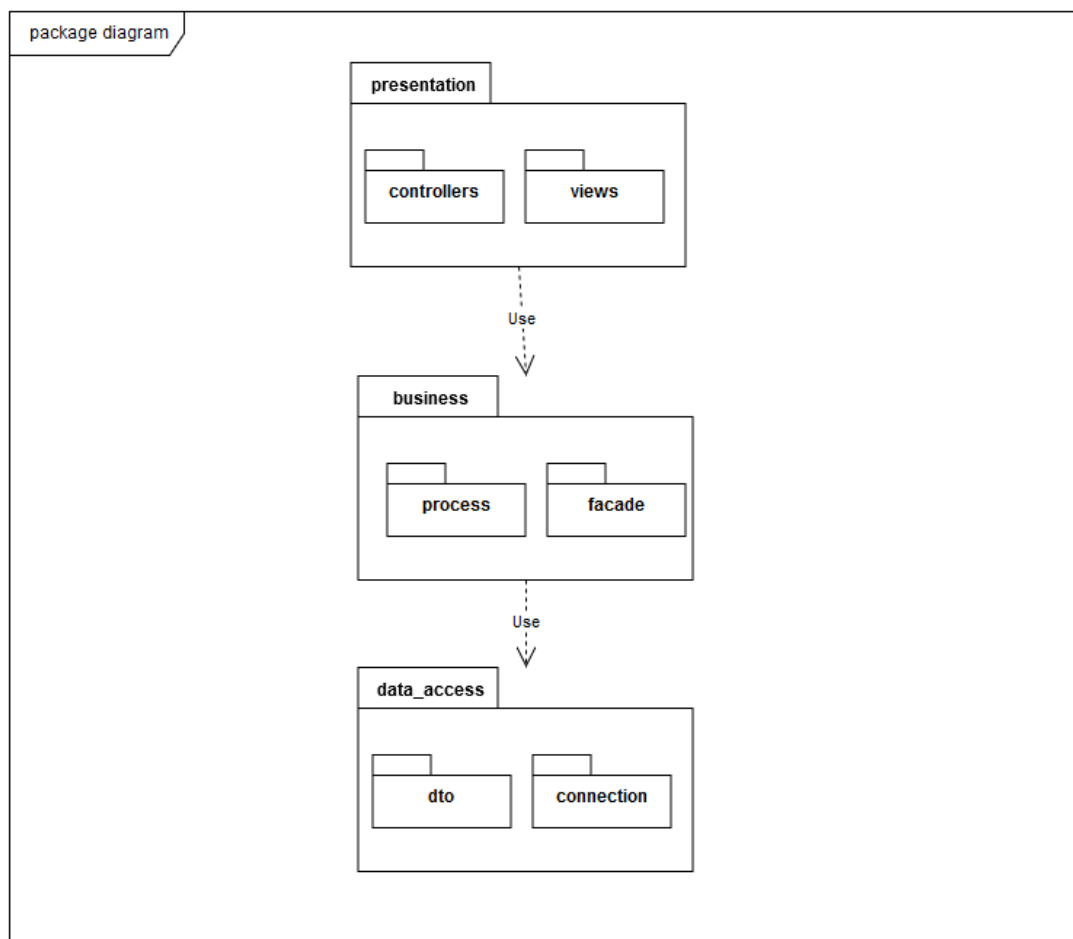 package diagram
presentation
controllers
views
Use
business
process
facade
Use
data_access
dto
connection